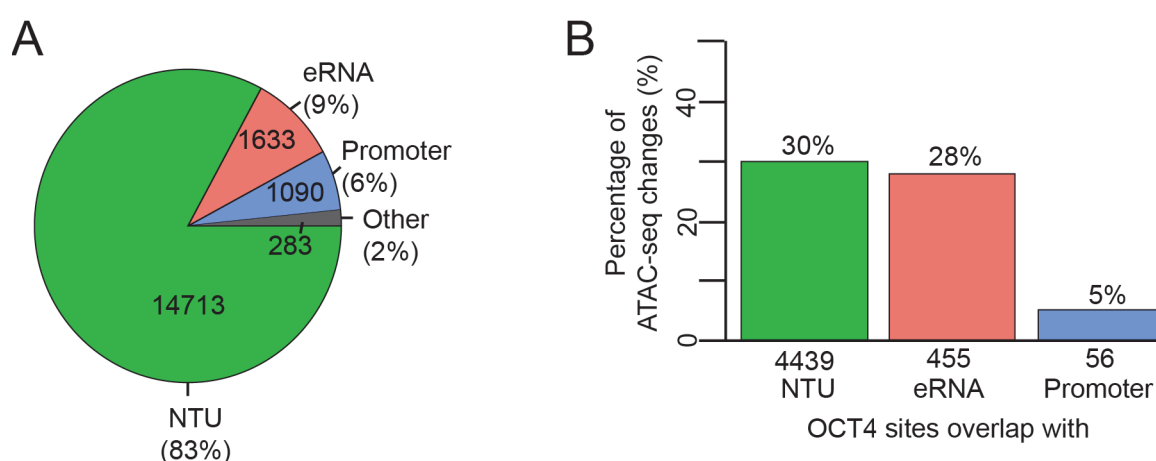 A
eRNA
(9%)
1633
Promoter
(6%)
1090
Other
(2%)
283
14713
NTU
(83%)
B
Percentage of
ATAC-seq changes (%)
40
20
0
30%
28%
5%
4439
455
56
NTU
eRNA
Promoter
OCT4 sites overlap with